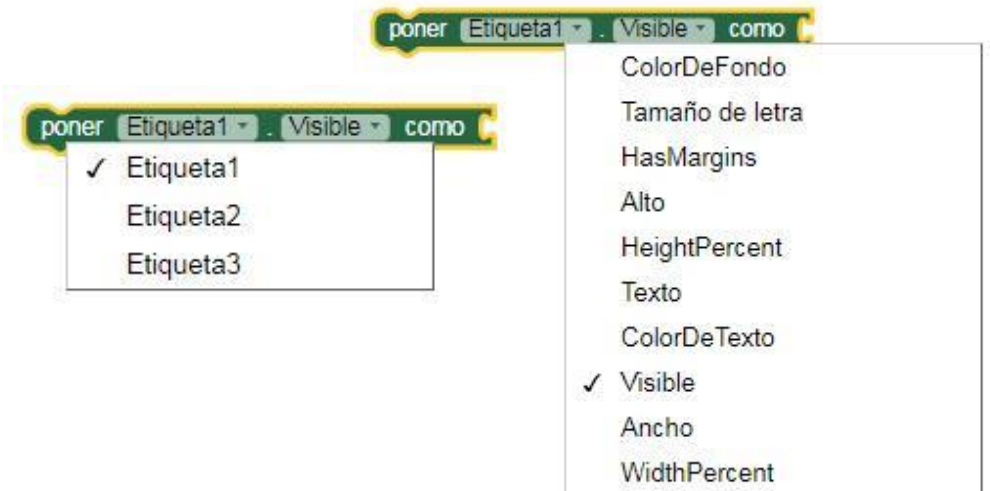 poner Etiqueta1 . Visible como
ColorDeFondo
Tamaño de letra
HasMargins
Alto
HeightPercent
Texto
ColorDeTexto
✓ Visible
Ancho
WidthPercent
poner Etiqueta1 . Visible como
✓ Etiqueta1
Etiqueta2
Etiqueta3